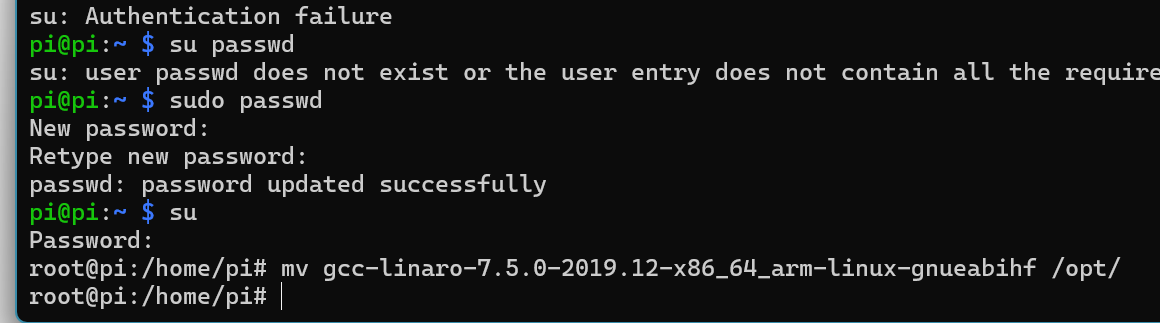 su: Authentication failure
pi@pi:~ $ su passwd
su: user passwd does not exist or the user entry does not contain all the require
pi@pi:~ $ sudo passwd
New password:
Retype new password:
passwd: password updated successfully
pi@pi:~ $ su
Password:
root@pi:/home/pi# mv gcc-linaro-7.5.0-2019.12-x86_64_arm-linux-gnueabihf /opt/
root@pi:/home/pi#